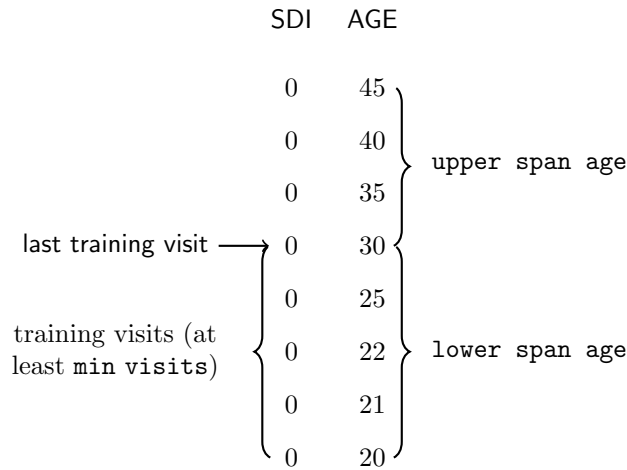 SDI AGE
0 45
0 40
upper span age
0 35
last training visit 0 30
0 25
training visits (at
least min visits)
0 22
lower span age
0 21
0 20